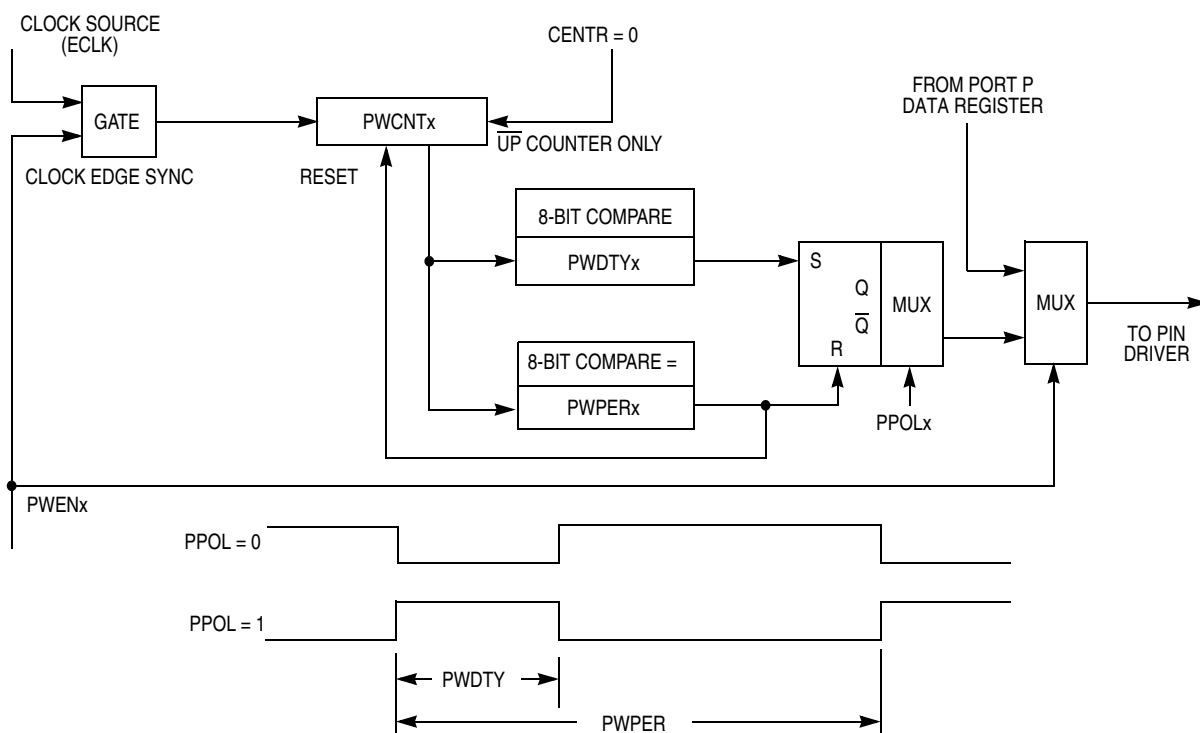 CLOCK SOURCE
(ECLK)
CENTR = 0
FROM PORT P
DATA REGISTER
GATE
PWCNTx
U̅P̅ COUNTER ONLY
CLOCK EDGE SYNC
RESET
8-BIT COMPARE
PWDTYx
S
Q
Q̅
R
MUX
MUX
TO PIN
DRIVER
8-BIT COMPARE =
PWPERx
PPOLx
PWENx
PPOL = 0
PPOL = 1
PWDTY
PWPER